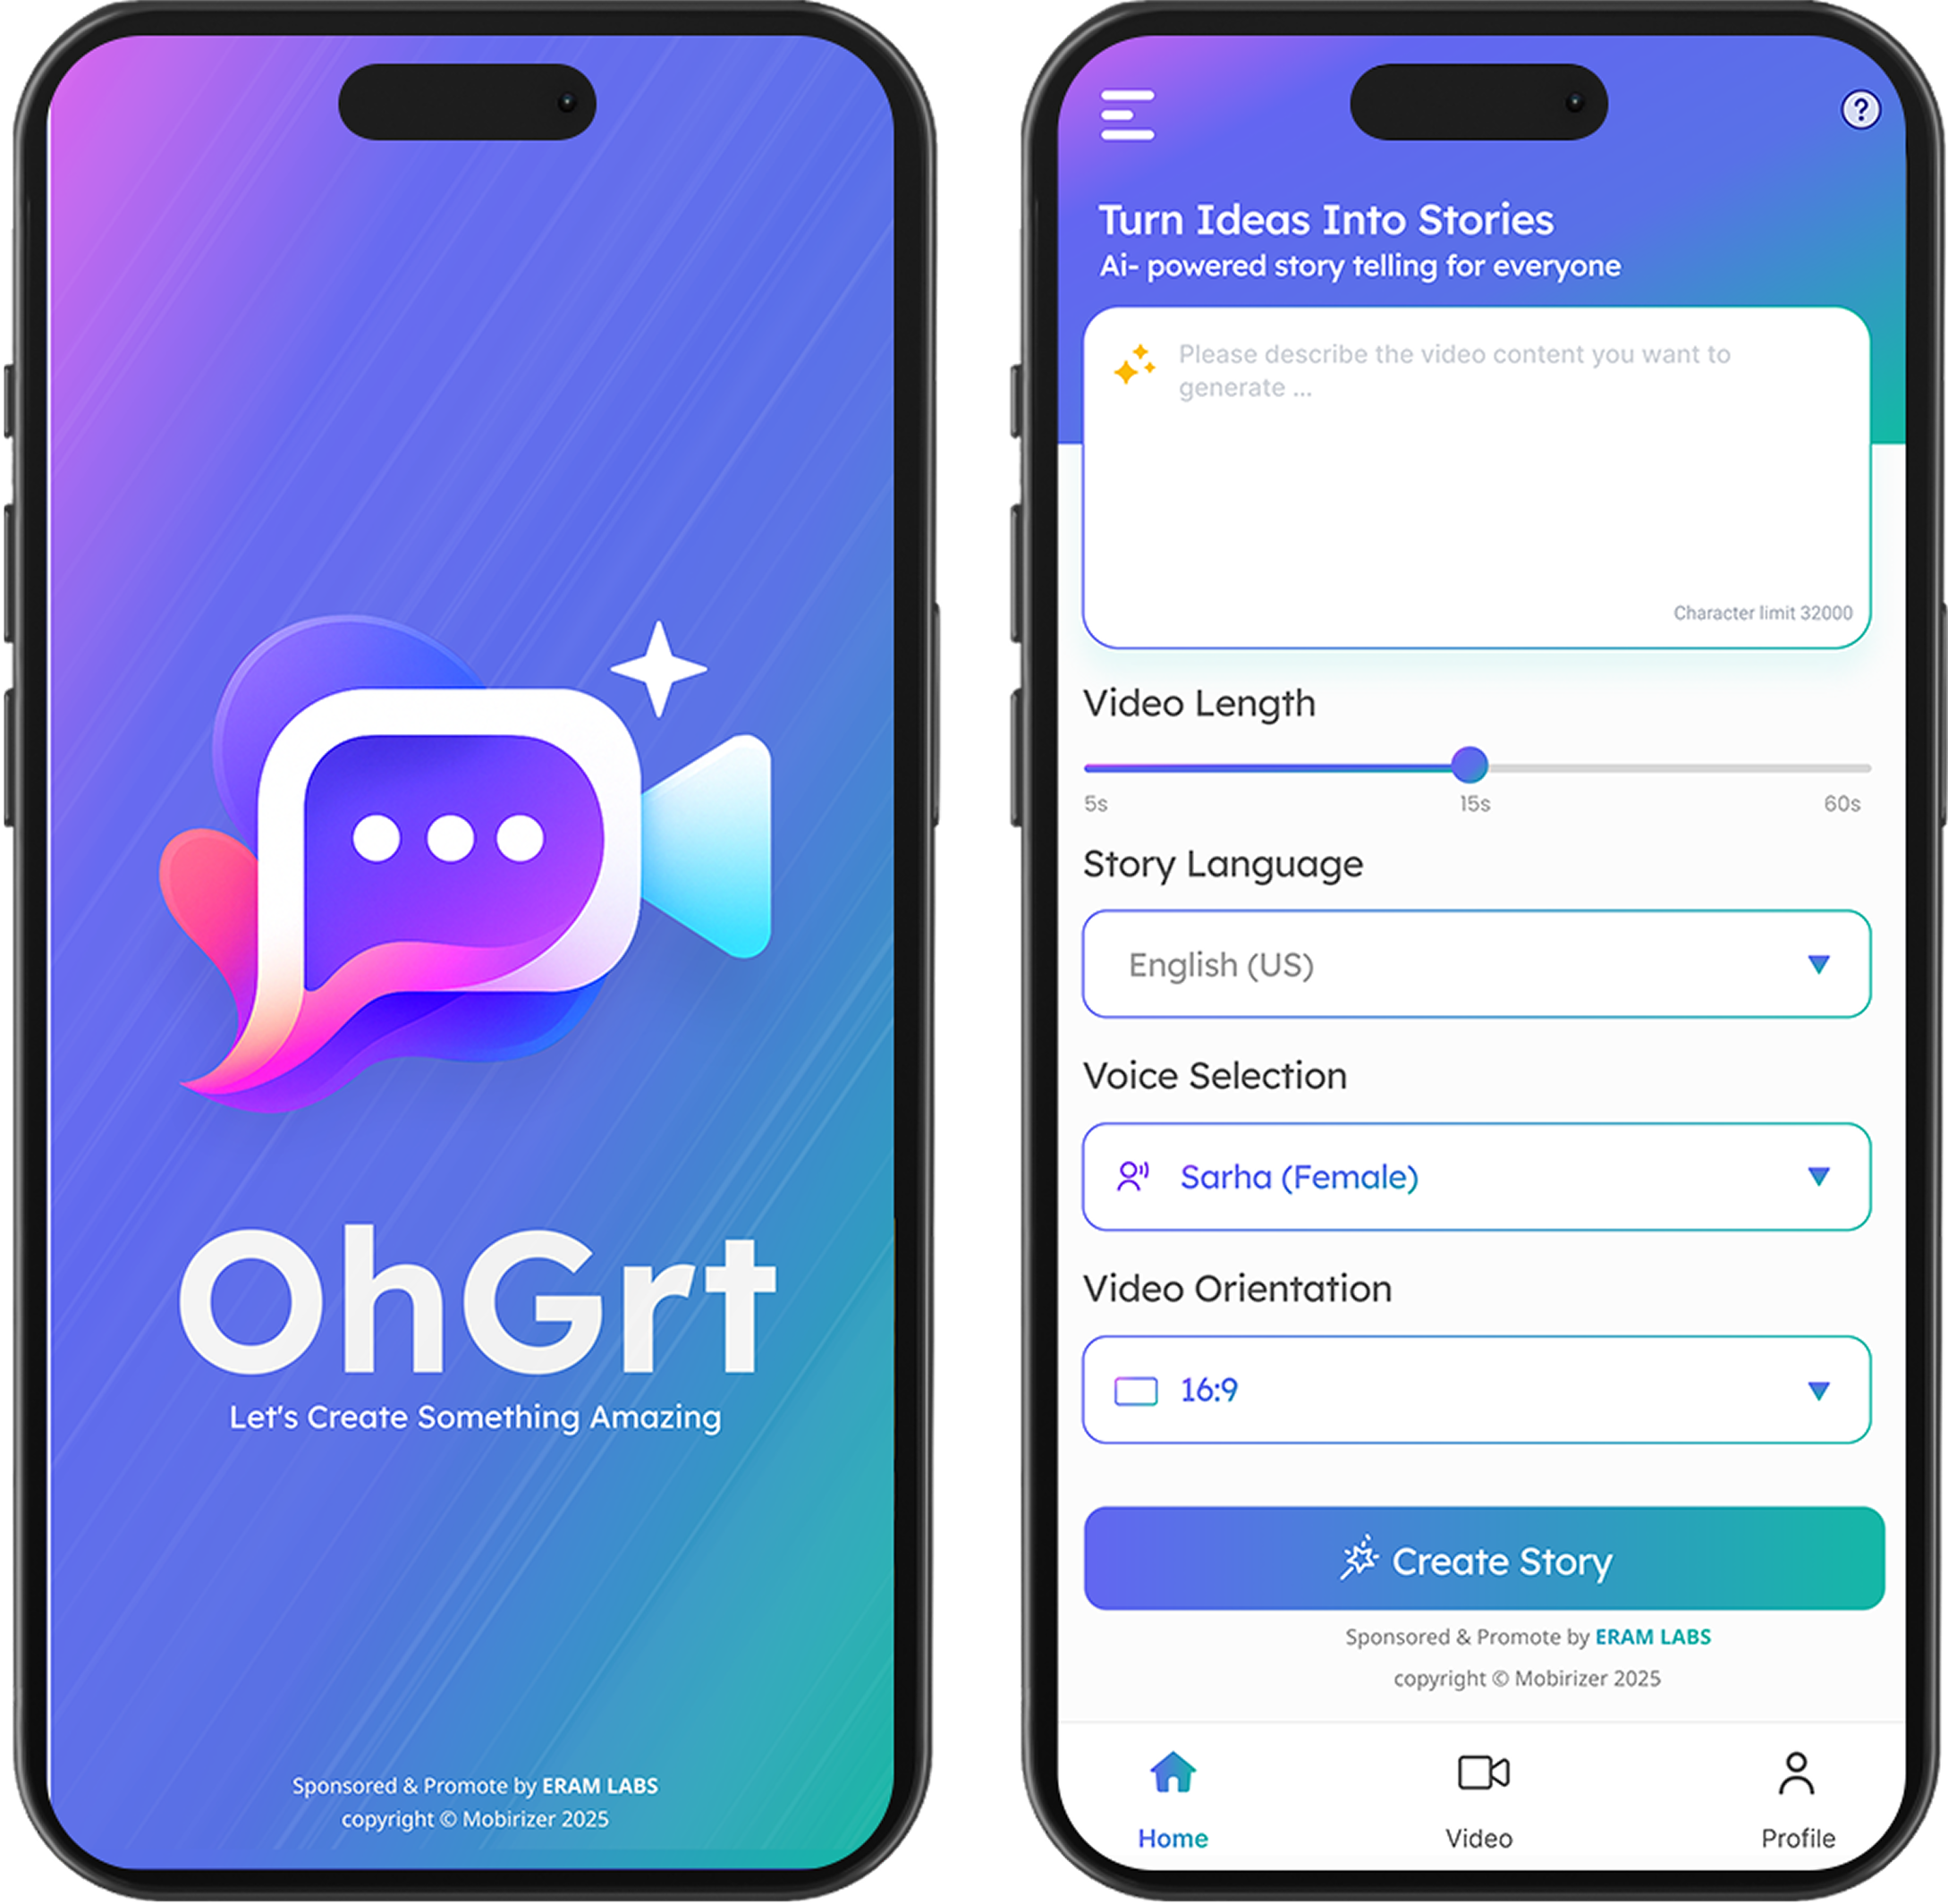 OhGrt
Let's Create Something Amazing
Sponsored & Promote by ERAM LABS
copyright © Mobirizer 2025
?
Turn Ideas Into Stories
Ai- powered story telling for everyone
Please describe the video content you want to
generate ...
Character limit 32000
Video Length
5s 15s 60s
Story Language
English (US)
Voice Selection
Sarha (Female)
Video Orientation
16:9
Create Story
Sponsored & Promote by ERAM LABS
copyright © Mobirizer 2025
Home Video Profile